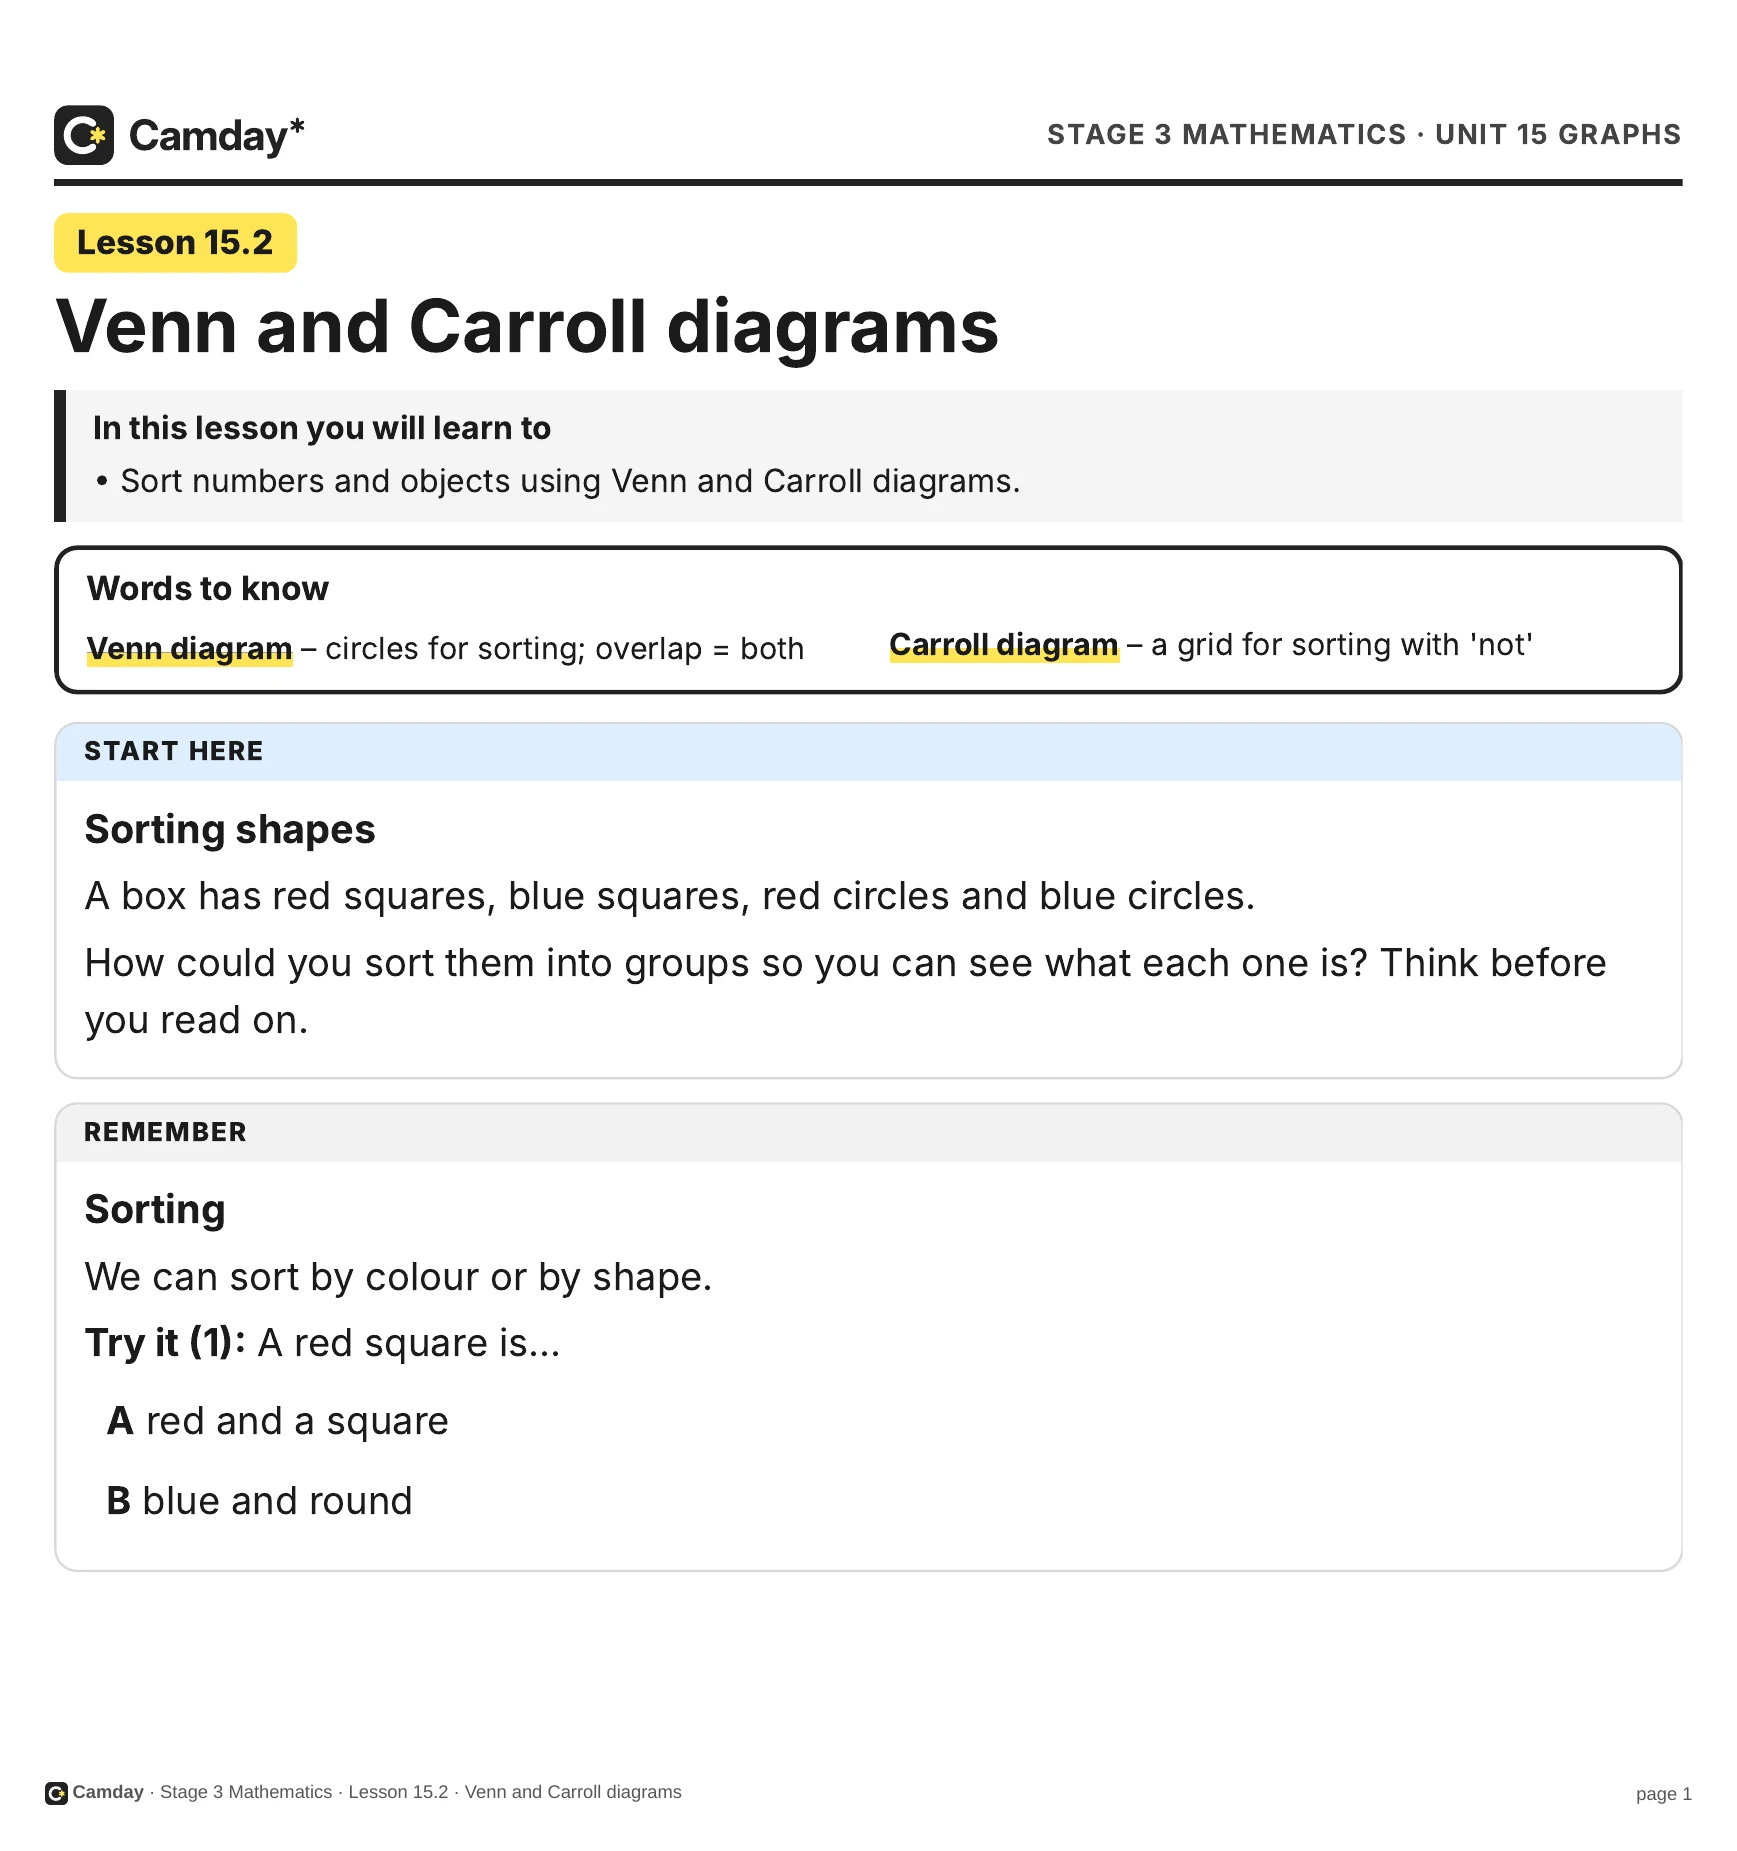 Camday*
STAGE 3 MATHEMATICS · UNIT 15 GRAPHS
Lesson 15.2
Venn and Carroll diagrams
In this lesson you will learn to
• Sort numbers and objects using Venn and Carroll diagrams.
Words to know
Venn diagram – circles for sorting; overlap = both
Carroll diagram – a grid for sorting with 'not'
START HERE
Sorting shapes
A box has red squares, blue squares, red circles and blue circles.
How could you sort them into groups so you can see what each one is? Think before
you read on.
REMEMBER
Sorting
We can sort by colour or by shape.
Try it (1): A red square is...
A red and a square
B blue and round
Camday · Stage 3 Mathematics · Lesson 15.2 · Venn and Carroll diagrams
page 1